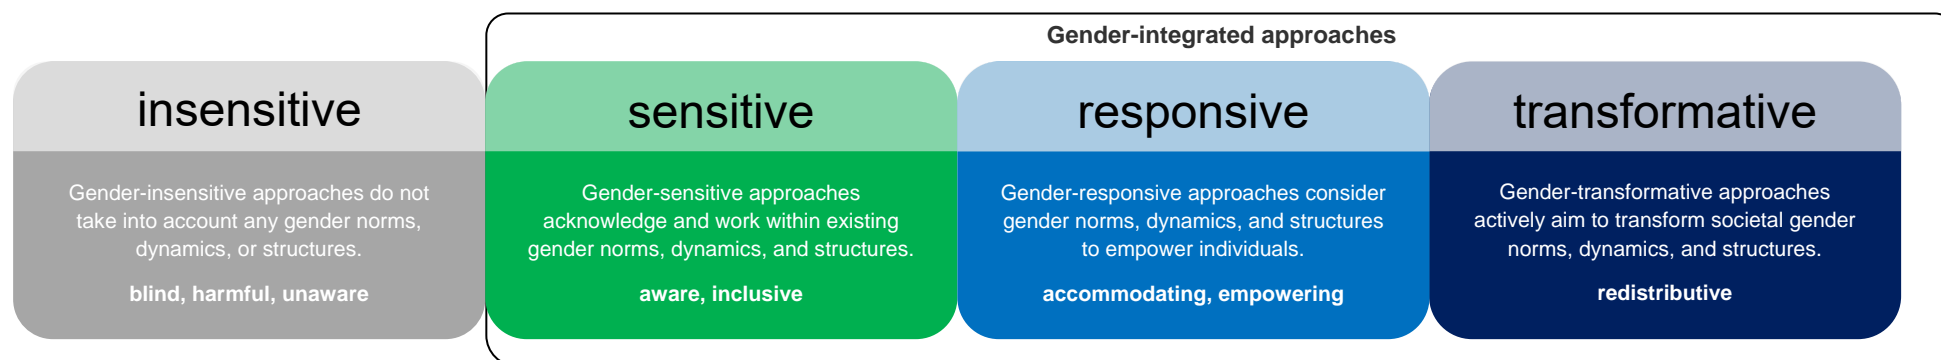 Gender-integrated approaches
insensitive
Gender-insensitive approaches do not
take into account any gender norms,
dynamics, or structures.
blind, harmful, unaware
sensitive
Gender-sensitive approaches
acknowledge and work within existing
gender norms, dynamics, and structures.
aware, inclusive
responsive
Gender-responsive approaches consider
gender norms, dynamics, and structures
to empower individuals.
accommodating, empowering
transformative
Gender-transformative approaches
actively aim to transform societal gender
norms, dynamics, and structures.
redistributive